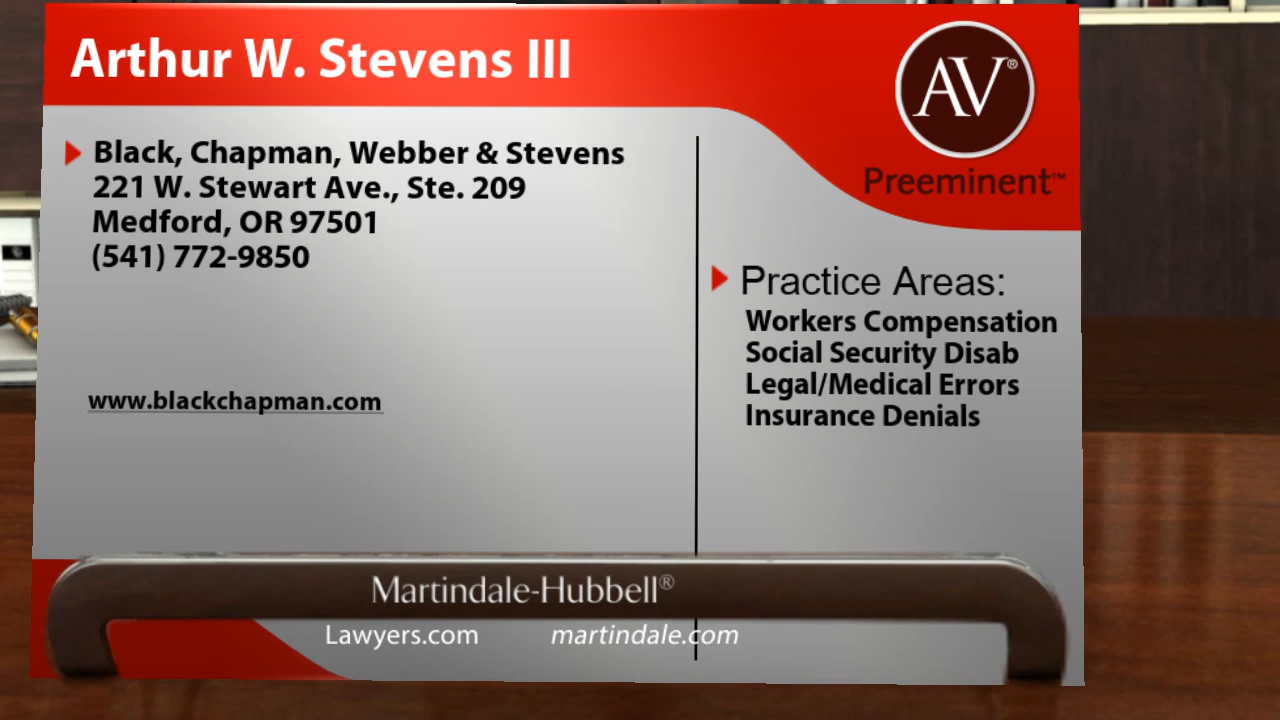 Arthur W. Stevens III
AV®
Preeminent™
Black, Chapman, Webber & Stevens
221 W. Stewart Ave., Ste. 209
Medford, OR 97501
(541) 772-9850
www.blackchapman.com
Practice Areas:
Workers Compensation
Social Security Disab
Legal/Medical Errors
Insurance Denials
Martindale-Hubbell®
Lawyers.com martindale.com